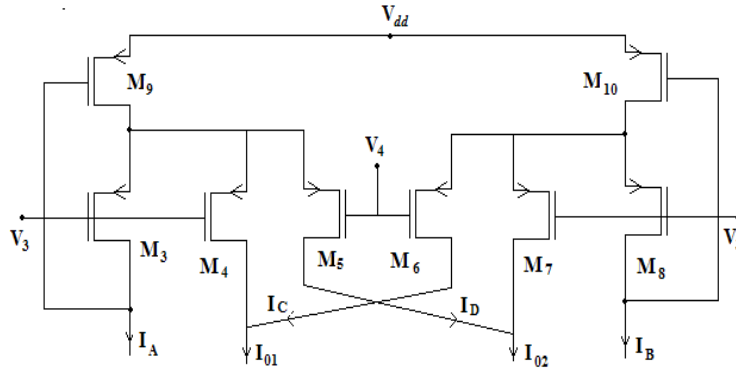 V_dd
M_9
M_10
V_4
V_3
M_3
M_4
M_5
M_6
M_7
M_8
I_C
I_D
I_A
I_01
I_02
I_B